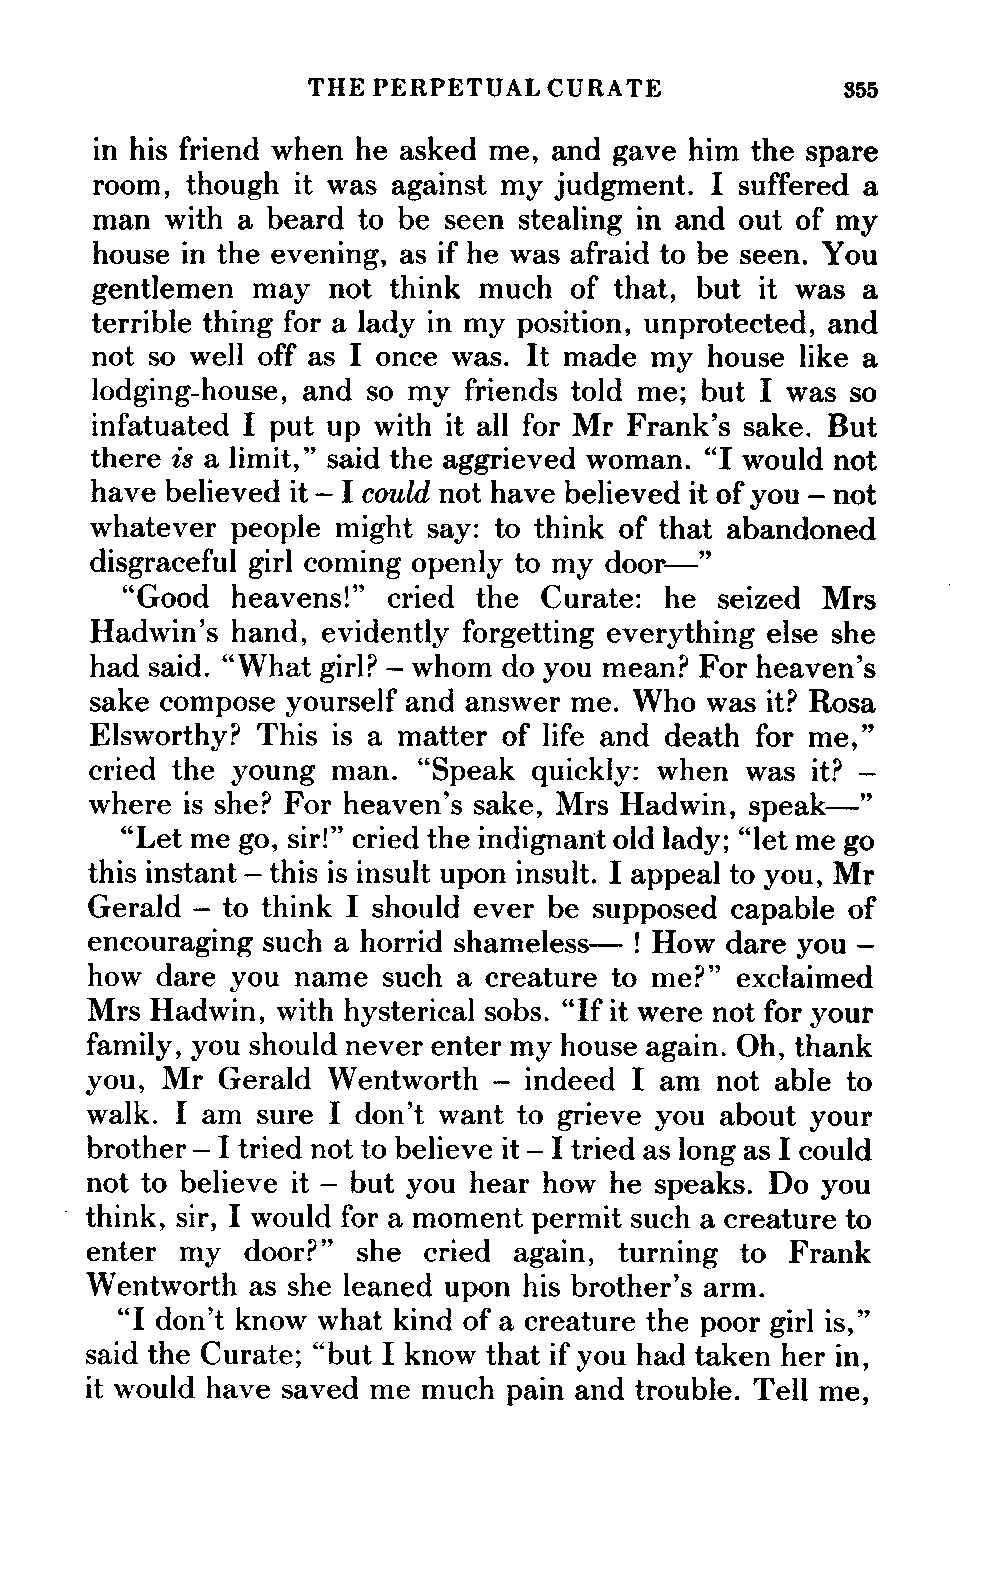 THE PERPETUAL CURATE 355
in his friend when he asked me, and gave him the spare
room, though it was against my judgment. I suffered a
man with a beard to be seen stealing in and out of my
house in the evening, as if he was afraid to be seen. You
gentlemen may not think much of that, but it was a
terrible thing for a lady in my position, unprotected, and
not so well off as I once was. It made my house like a
lodging-house, and so my friends told me; but I was so
infatuated I put up with it all for Mr Frank's sake. But
there is a limit,” said the aggrieved woman. “I would not
have believed it – I could not have believed it of you – not
whatever people might say: to think of that abandoned
disgraceful girl coming openly to my door—”
“Good heavens!” cried the Curate: he seized Mrs
Hadwin's hand, evidently forgetting everything else she
had said. “What girl? – whom do you mean? For heaven's
sake compose yourself and answer me. Who was it? Rosa
Elsworthy? This is a matter of life and death for me,”
cried the young man. “Speak quickly: when was it? –
where is she? For heaven's sake, Mrs Hadwin, speak—”
“Let me go, sir!” cried the indignant old lady; “let me go
this instant – this is insult upon insult. I appeal to you, Mr
Gerald – to think I should ever be supposed capable of
encouraging such a horrid shameless— ! How dare you –
how dare you name such a creature to me?” exclaimed
Mrs Hadwin, with hysterical sobs. “If it were not for your
family, you should never enter my house again. Oh, thank
you, Mr Gerald Wentworth – indeed I am not able to
walk. I am sure I don't want to grieve you about your
brother – I tried not to believe it – I tried as long as I could
not to believe it – but you hear how he speaks. Do you
think, sir, I would for a moment permit such a creature to
enter my door?” she cried again, turning to Frank
Wentworth as she leaned upon his brother's arm.
“I don't know what kind of a creature the poor girl is,”
said the Curate; “but I know that if you had taken her in,
it would have saved me much pain and trouble. Tell me,